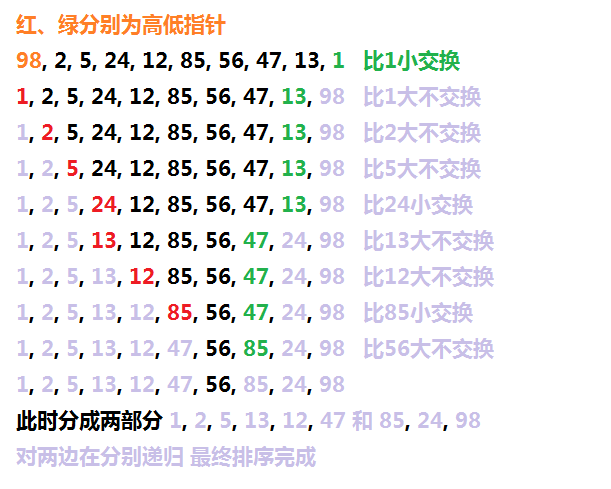 红、绿分别为高低指针
98, 2, 5, 24, 12, 85, 56, 47, 13, 1 比1小交换
1, 2, 5, 24, 12, 85, 56, 47, 13, 98 比1大不交换
1, 2, 5, 24, 12, 85, 56, 47, 13, 98 比2大不交换
1, 2, 5, 24, 12, 85, 56, 47, 13, 98 比5大不交换
1, 2, 5, 24, 12, 85, 56, 47, 13, 98 比24小交换
1, 2, 5, 13, 12, 85, 56, 47, 24, 98 比13大不交换
1, 2, 5, 13, 12, 85, 56, 47, 24, 98 比12大不交换
1, 2, 5, 13, 12, 85, 56, 47, 24, 98 比85小交换
1, 2, 5, 13, 12, 47, 56, 85, 24, 98 比56大不交换
1, 2, 5, 13, 12, 47, 56, 85, 24, 98
此时分成两部分 1, 2, 5, 13, 12, 47 和 85, 24, 98
对两边在分别递归 最终排序完成